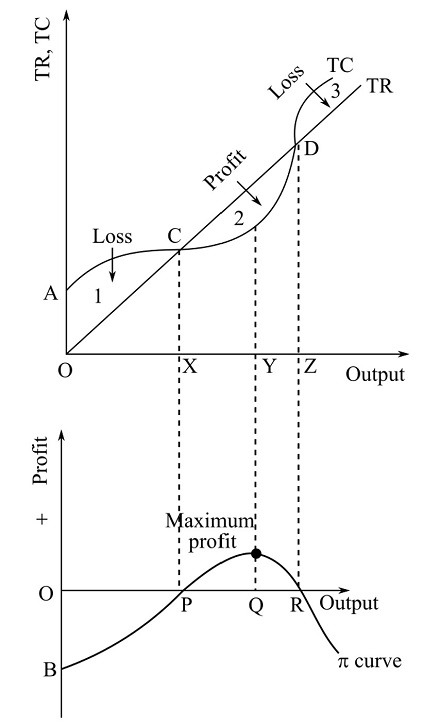 TR, TC
TC
TR
Loss
3
D
Profit
2
Loss
C
A
1
O
X
Y
Z
Output
Profit
+
Maximum
profit
O
P
Q
R
Output
B
π curve